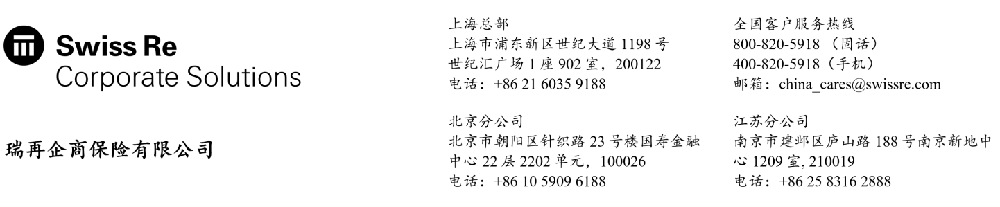 Swiss Re
Corporate Solutions
瑞再企商保险有限公司
上海总部
上海市浦东新区世纪大道 1198 号
世纪汇广场 1 座 902 室，200122
电话：+86 21 6035 9188
全国客户服务热线
800-820-5918 （固话）
400-820-5918（手机）
邮箱：china_cares@swissre.com
北京分公司
北京市朝阳区针织路 23 号楼国寿金融
中心 22 层 2202 单元，100026
电话：+86 10 5909 6188
江苏分公司
南京市建邺区庐山路 188 号南京新地中
心 1209 室, 210019
电话：+86 25 8316 2888